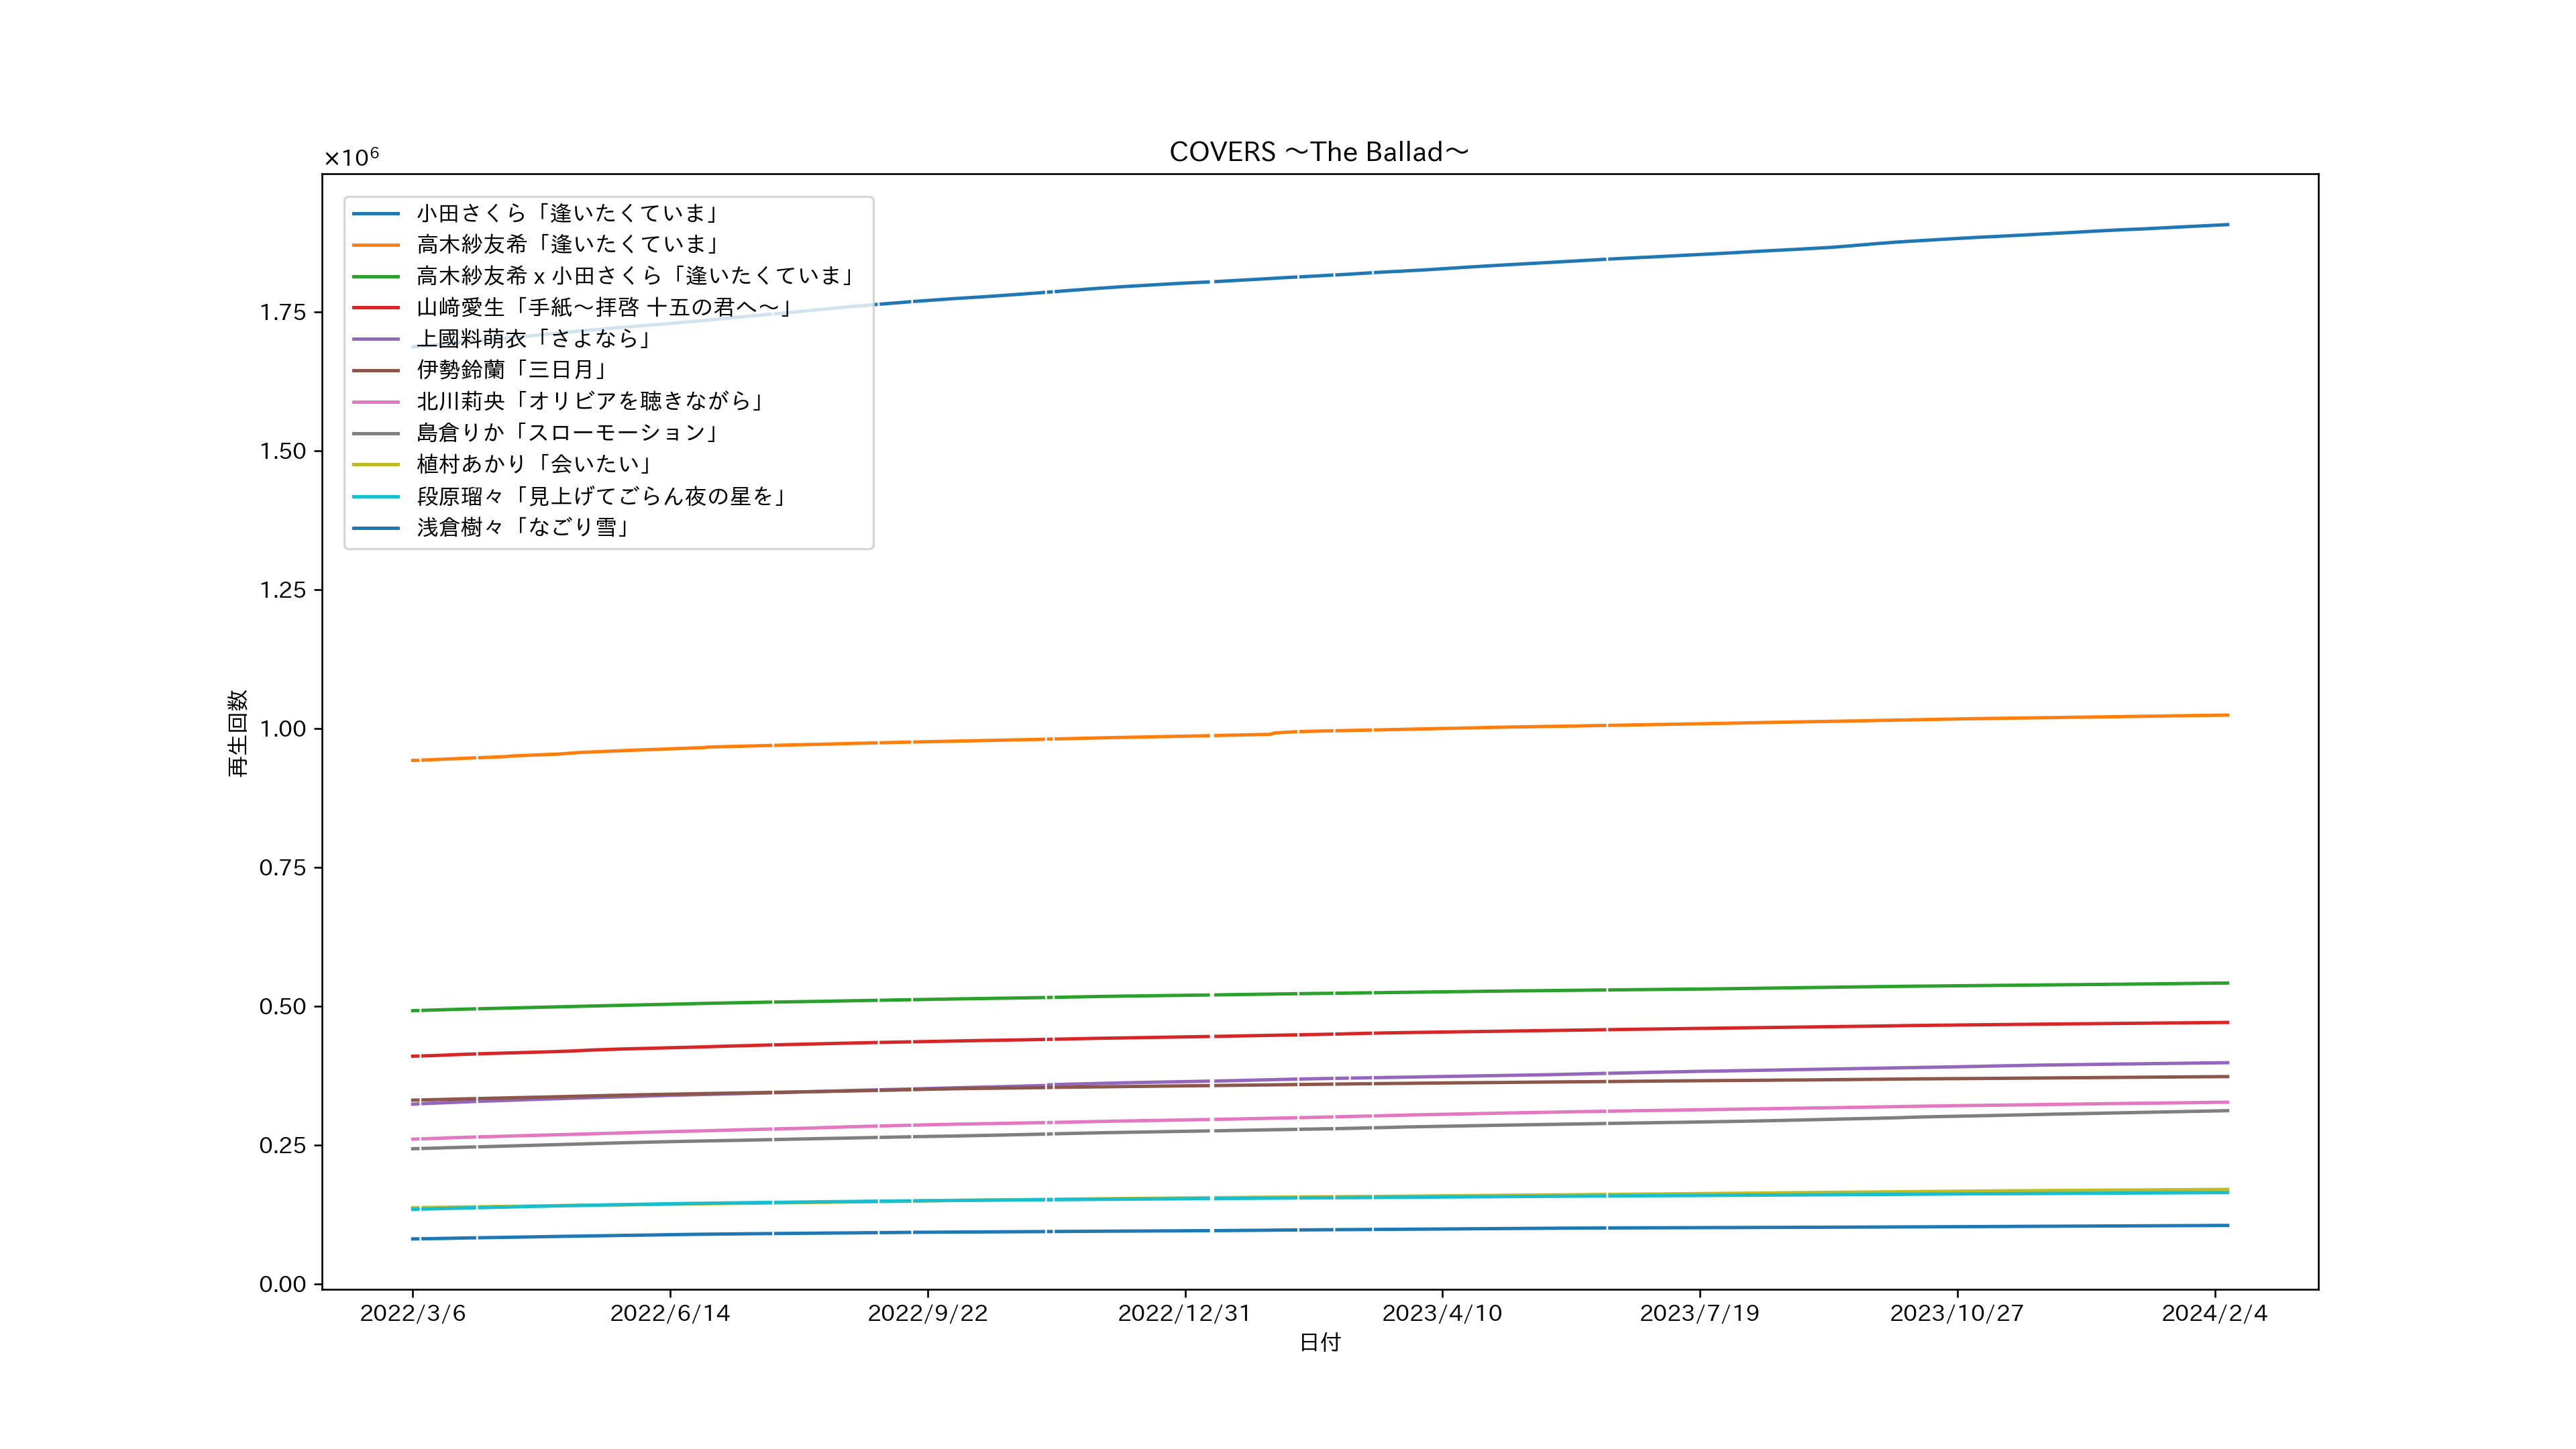 COVERS ～The Ballad～
×10⁶
小田さくら「逢いたくていま」
高木紗友希「逢いたくていま」
高木紗友希 x 小田さくら「逢いたくていま」
山﨑愛生「手紙～拝啓 十五の君へ～」
上國料萌衣「さよなら」
伊勢鈴蘭「三日月」
北川莉央「オリビアを聴きながら」
島倉りか「スローモーション」
植村あかり「会いたい」
段原瑠々「見上げてごらん夜の星を」
浅倉樹々「なごり雪」
再生回数
1.75
1.50
1.25
1.00
0.75
0.50
0.25
0.00
2022/3/6
2022/6/14
2022/9/22
2022/12/31
2023/4/10
2023/7/19
2023/10/27
2024/2/4
日付